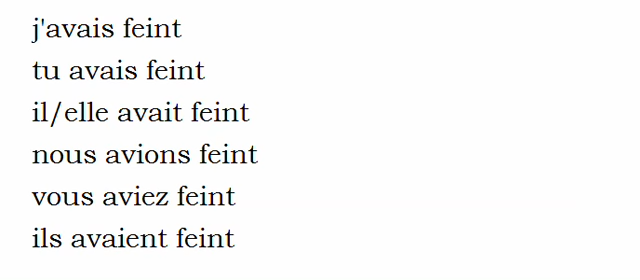 j'avais feint
tu avais feint
il/elle avait feint
nous avions feint
vous aviez feint
ils avaient feint